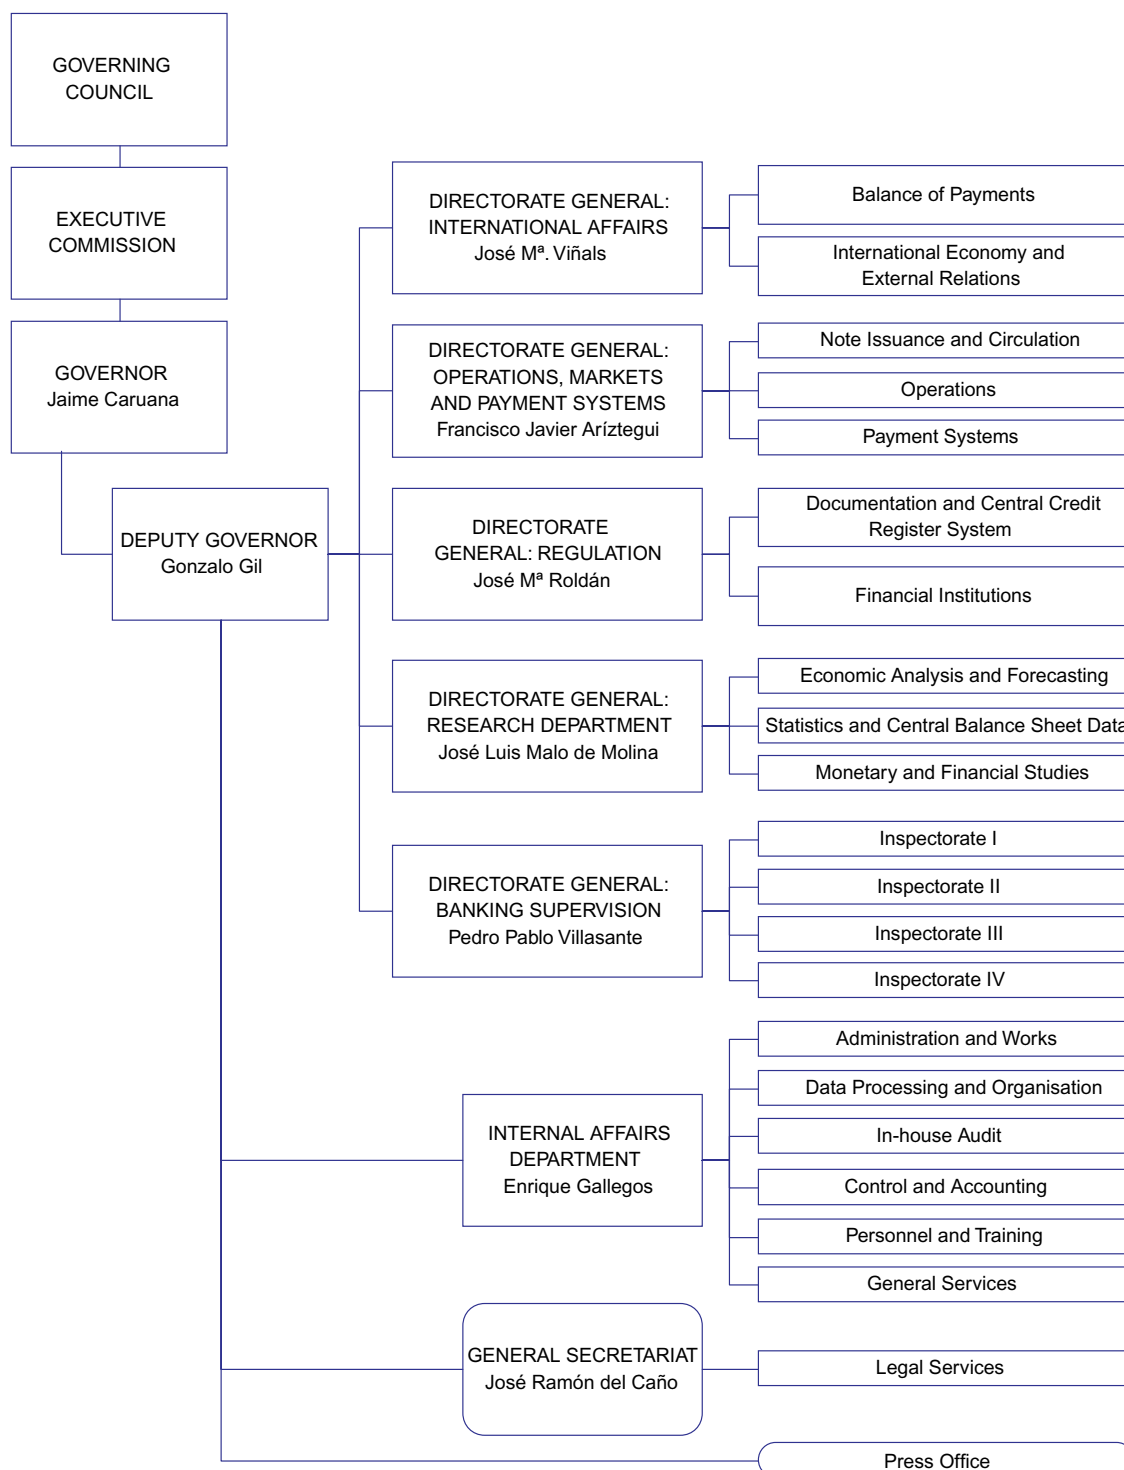 GOVERNING
COUNCIL
EXECUTIVE
COMMISSION
GOVERNOR
Jaime Caruana
DEPUTY GOVERNOR
Gonzalo Gil
DIRECTORATE GENERAL:
INTERNATIONAL AFFAIRS
José Mª. Viñals
Balance of Payments
International Economy and
External Relations
DIRECTORATE GENERAL:
OPERATIONS, MARKETS
AND PAYMENT SYSTEMS
Francisco Javier Aríztegui
Note Issuance and Circulation
Operations
Payment Systems
DIRECTORATE
GENERAL: REGULATION
José Mª Roldán
Documentation and Central Credit
Register System
Financial Institutions
DIRECTORATE GENERAL:
RESEARCH DEPARTMENT
José Luis Malo de Molina
Economic Analysis and Forecasting
Statistics and Central Balance Sheet Data
Monetary and Financial Studies
DIRECTORATE GENERAL:
BANKING SUPERVISION
Pedro Pablo Villasante
Inspectorate I
Inspectorate II
Inspectorate III
Inspectorate IV
INTERNAL AFFAIRS
DEPARTMENT
Enrique Gallegos
Administration and Works
Data Processing and Organisation
In-house Audit
Control and Accounting
Personnel and Training
General Services
GENERAL SECRETARIAT
José Ramón del Caño
Legal Services
Press Office